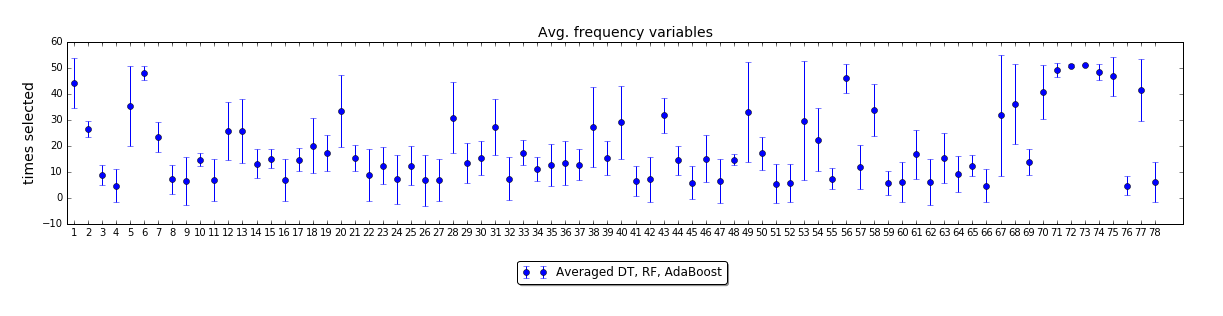 Avg. frequency variables
times selected
60
50
40
30
20
10
0
−10
1 2 3 4 5 6 7 8 9 10 11 12 13 14 15 16 17 18 19 20 21 22 23 24 25 26 27 28 29 30 31 32 33 34 35 36 37 38 39 40 41 42 43 44 45 46 47 48 49 50 51 52 53 54 55 56 57 58 59 60 61 62 63 64 65 66 67 68 69 70 71 72 73 74 75 76 77 78
Averaged DT, RF, AdaBoost